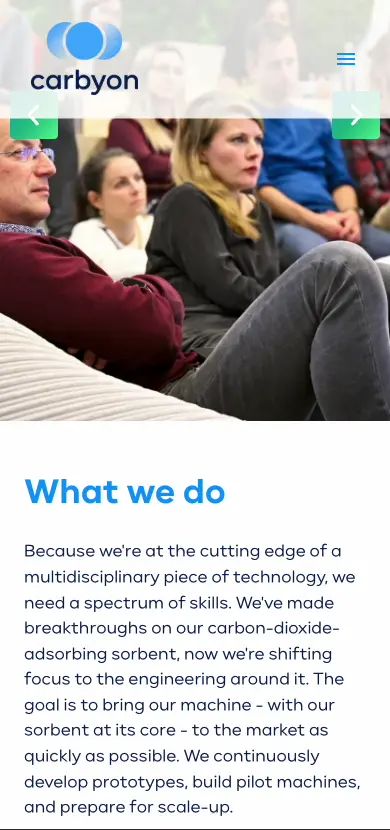 carbyon
What we do
Because we're at the cutting edge of a
multidisciplinary piece of technology, we
need a spectrum of skills. We've made
breakthroughs on our carbon-dioxide-
adsorbing sorbent, now we're shifting
focus to the engineering around it. The
goal is to bring our machine - with our
sorbent at its core - to the market as
quickly as possible. We continuously
develop prototypes, build pilot machines,
and prepare for scale-up.